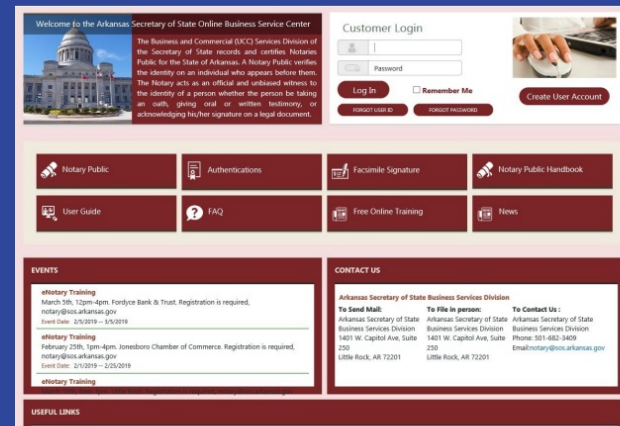 Welcome to the Arkansas Secretary of State Online Business Service Center
The Business and Commercial (UCC) Services Division of
the Secretary of State records and certifies Notaries
Public for the State of Arkansas. A Notary Public verifies
the identity on an individual who appears before them.
The Notary acts as an official and unbiased witness to
the identity of a person whether the person be taking
an oath, giving oral or written testimony, or
acknowledging his/her signature on a legal document.
Customer Login
Password
Log In
Remember Me
FORGOT USER ID
FORGOT PASSWORD
Create User Account
Notary Public
Authentications
Facsimile Signature
Notary Public Handbook
User Guide
FAQ
Free Online Training
News
EVENTS
eNotary Training
March 5th, 12pm-4pm. Fordyce Bank & Trust. Registration is required,
notary@sos.arkansas.gov
Event Date: 2/5/2019 -- 3/5/2019
eNotary Training
February 25th, 1pm-4pm. Jonesboro Chamber of Commerce. Registration is required,
notary@sos.arkansas.gov
Event Date: 2/1/2019 -- 2/25/2019
eNotary Training
CONTACT US
Arkansas Secretary of State Business Services Division
To Send Mail:
Arkansas Secretary of State
Business Services Division
1401 W. Capitol Ave, Suite
250
Little Rock, AR 72201
To File in person:
Arkansas Secretary of State
Business Services Division
1401 W. Capitol Ave, Suite
250
Little Rock, AR 72201
To Contact Us :
Arkansas Secretary of State
Business Services Division
Phone: 501-682-3409
Email:notary@sos.arkansas.gov
USEFUL LINKS